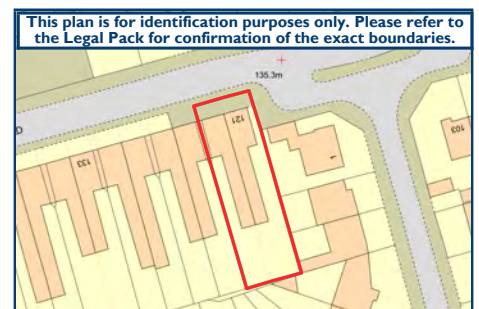 This plan is for identification purposes only. Please refer to
the Legal Pack for confirmation of the exact boundaries.
135.3m
D
121
133
1
103